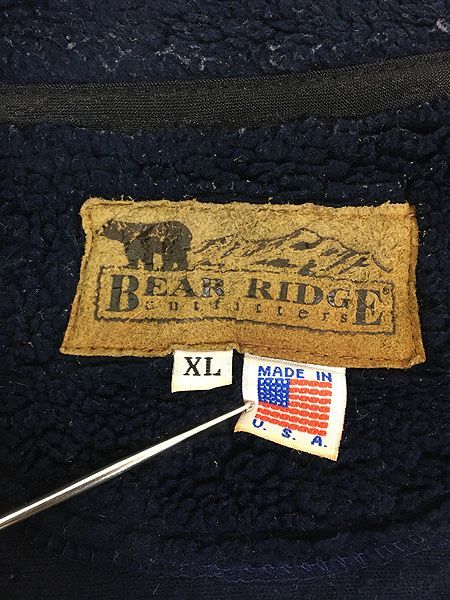 BEAR RIDGE
outfitters
XL
MADE IN
U. S. A.